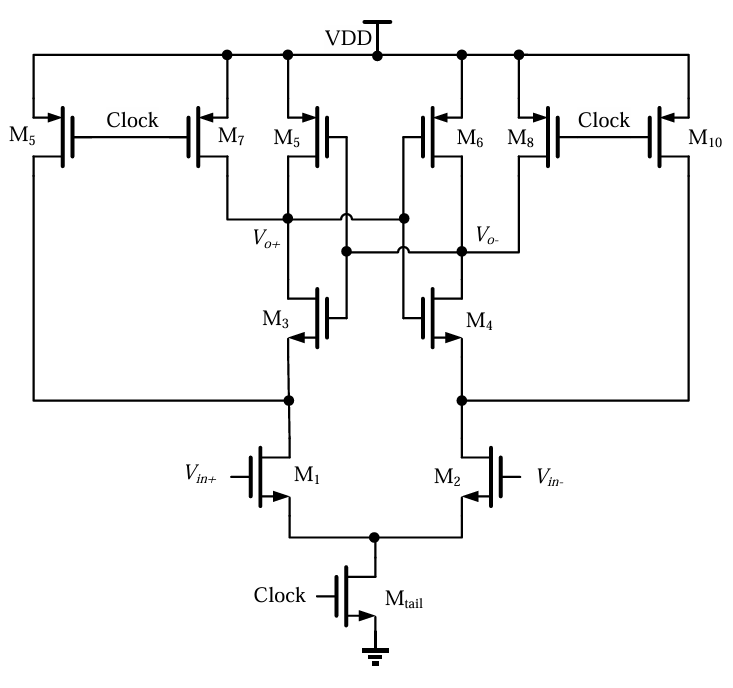 VDD
M5
Clock
M7
M5
M6
M8
Clock
M10
Vo+
Vo-
M3
M4
Vin+
M1
M2
Vin-
Clock
Mtail